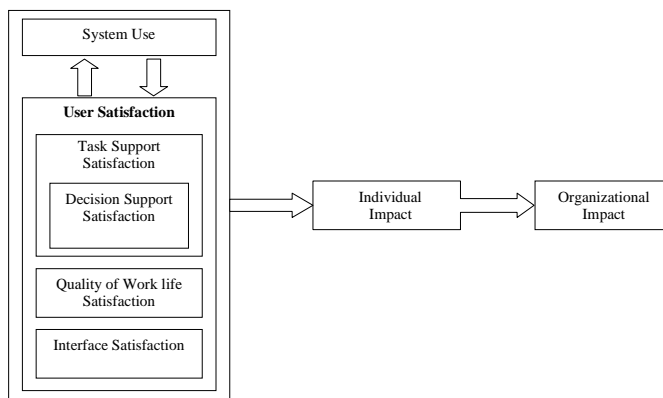 System Use
User Satisfaction
Task Support
Satisfaction
Decision Support
Satisfaction
Quality of Work life
Satisfaction
Interface Satisfaction
Individual
Impact
Organizational
Impact